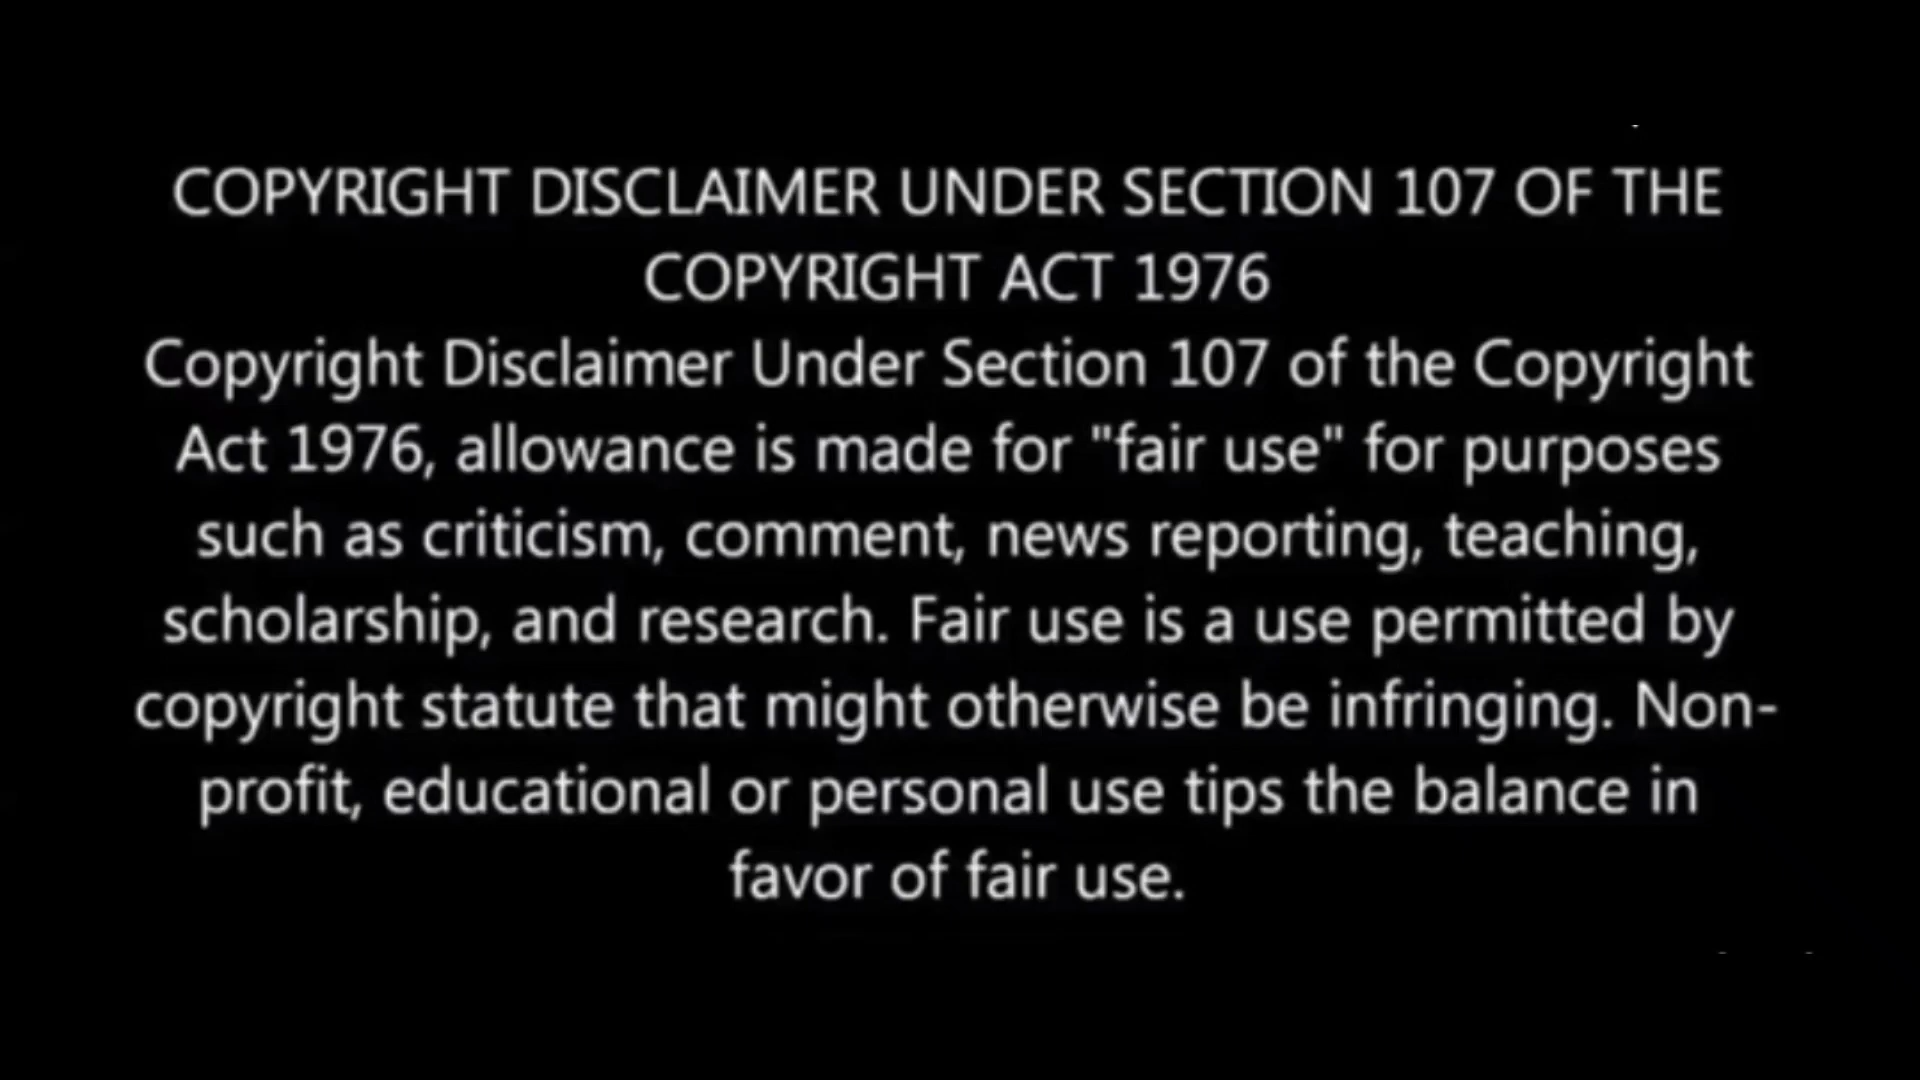 COPYRIGHT DISCLAIMER UNDER SECTION 107 OF THE
COPYRIGHT ACT 1976
Copyright Disclaimer Under Section 107 of the Copyright
Act 1976, allowance is made for "fair use" for purposes
such as criticism, comment, news reporting, teaching,
scholarship, and research. Fair use is a use permitted by
copyright statute that might otherwise be infringing. Non-
profit, educational or personal use tips the balance in
favor of fair use.